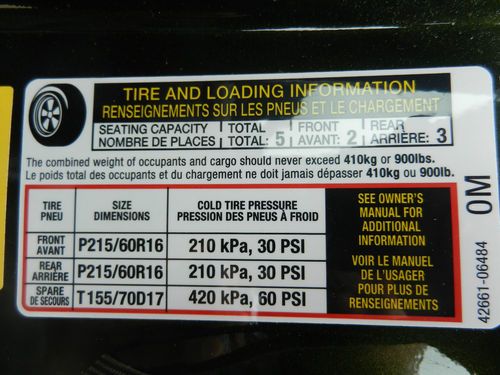 TIRE AND LOADING INFORMATION
RENSEIGNEMENTS SUR LES PNEUS ET LE CHARGEMENT
SEATING CAPACITY TOTAL FRONT REAR
NOMBRE DE PLACES TOTAL: 5 AVANT: 2 ARRIÈRE: 3
The combined weight of occupants and cargo should never exceed 410kg or 900lbs.
Le poids total des occupants et du chargement ne doit jamais dépasser 410kg ou 900lb.
TIRE SIZE COLD TIRE PRESSURE
PNEU DIMENSIONS PRESSION DES PNEUS À FROID
FRONT
AVANT P215/60R16 210 kPa, 30 PSI
REAR
ARRIÈRE P215/60R16 210 kPa, 30 PSI
SPARE
DE SECOURS T155/70D17 420 kPa, 60 PSI
SEE OWNER'S
MANUAL FOR
ADDITIONAL
INFORMATION
VOIR LE MANUEL
DE L'USAGER
POUR PLUS DE
RENSEIGNEMENTS
0M
42661-06484